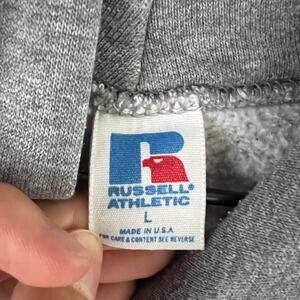 R
RUSSELL®
ATHLETIC
L
MADE IN U.S.A.
FOR CARE & CONTENT SEE REVERSE